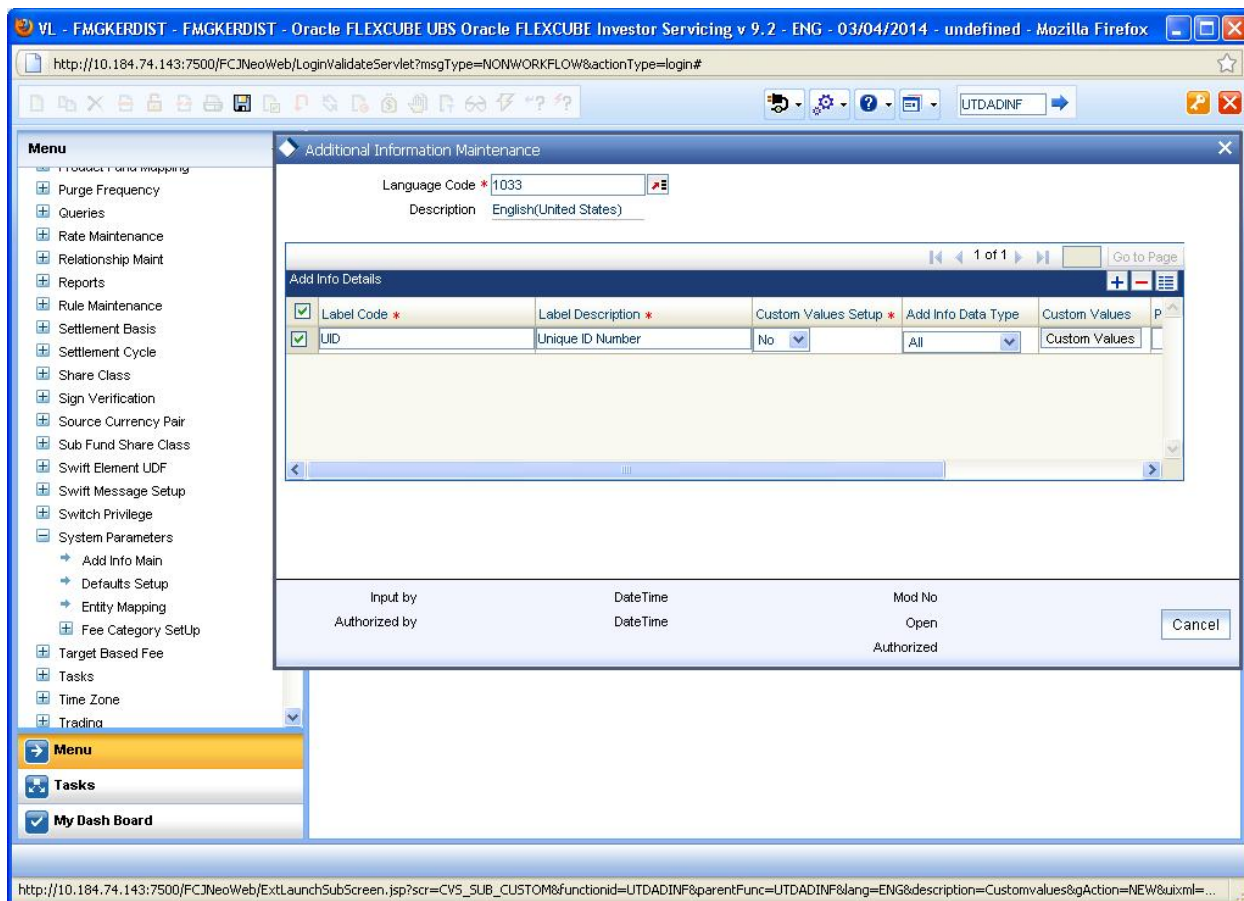 VL - FMGKERDIST - FMGKERDIST - Oracle FLEXCUBE UBS Oracle FLEXCUBE Investor Servicing v 9.2 - ENG - 03/04/2014 - undefined - Mozilla Firefox
http://10.184.74.143:7500/FCJNeoWeb/LoginValidateServlet?msgType=NONWORKFLOW&actionType=login#
UTDADINF
Menu
Product Fund Mapping
Purge Frequency
Queries
Rate Maintenance
Relationship Maint
Reports
Rule Maintenance
Settlement Basis
Settlement Cycle
Share Class
Sign Verification
Source Currency Pair
Sub Fund Share Class
Swift Element UDF
Swift Message Setup
Switch Privilege
System Parameters
Add Info Main
Defaults Setup
Entity Mapping
Fee Category SetUp
Target Based Fee
Tasks
Time Zone
Trading
Menu
Tasks
My Dash Board
Additional Information Maintenance
Language Code * 1033
Description English(United States)
1 of 1 Go to Page
Add Info Details
Label Code * Label Description * Custom Values Setup * Add Info Data Type Custom Values P
UID Unique ID Number No All Custom Values
Input by DateTime Mod No
Authorized by DateTime Open
Authorized
Cancel
http://10.184.74.143:7500/FCJNeoWeb/ExtLaunchSubScreen.jsp?scr=CVS_SUB_CUSTOM&functionid=UTDADINF&parentFunc=UTDADINF&lang=ENG&description=Customvalues&gAction=NEW&uixml=...